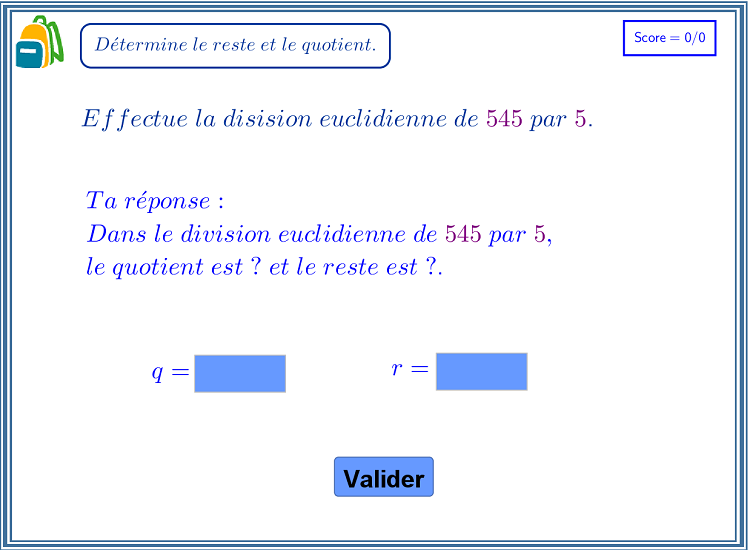 Détermine le reste et le quotient.
Score = 0/0
Effectue la disision euclidienne de 545 par 5.
Ta réponse :
Dans le division euclidienne de 545 par 5,
le quotient est ? et le reste est ?.
q =
r =
Valider